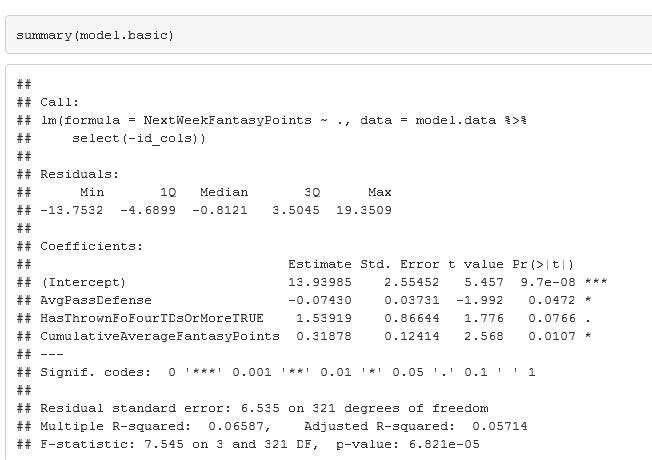 summary(model.basic)
##
## Call:
## lm(formula = NextWeekFantasyPoints ~ ., data = model.data %>%
##     select(-id_cols))
##
## Residuals:
##      Min       1Q   Median       3Q      Max
## -13.7532  -4.6899  -0.8121   3.5045  19.3509
##
## Coefficients:
##                                Estimate Std. Error t value Pr(>|t|)
## (Intercept)                    13.93985    2.55452   5.457  9.7e-08 ***
## AvgPassDefense                 -0.07430    0.03731  -1.992   0.0472 *
## HasThrownFoFourTDsOrMoreTRUE    1.53919    0.86644   1.776   0.0766 .
## CumulativeAverageFantasyPoints  0.31878    0.12414   2.568   0.0107 *
## ---
## Signif. codes:  0 '***' 0.001 '**' 0.01 '*' 0.05 '.' 0.1 ' ' 1
##
## Residual standard error: 6.535 on 321 degrees of freedom
## Multiple R-squared:  0.06587,    Adjusted R-squared:  0.05714
## F-statistic: 7.545 on 3 and 321 DF,  p-value: 6.821e-05